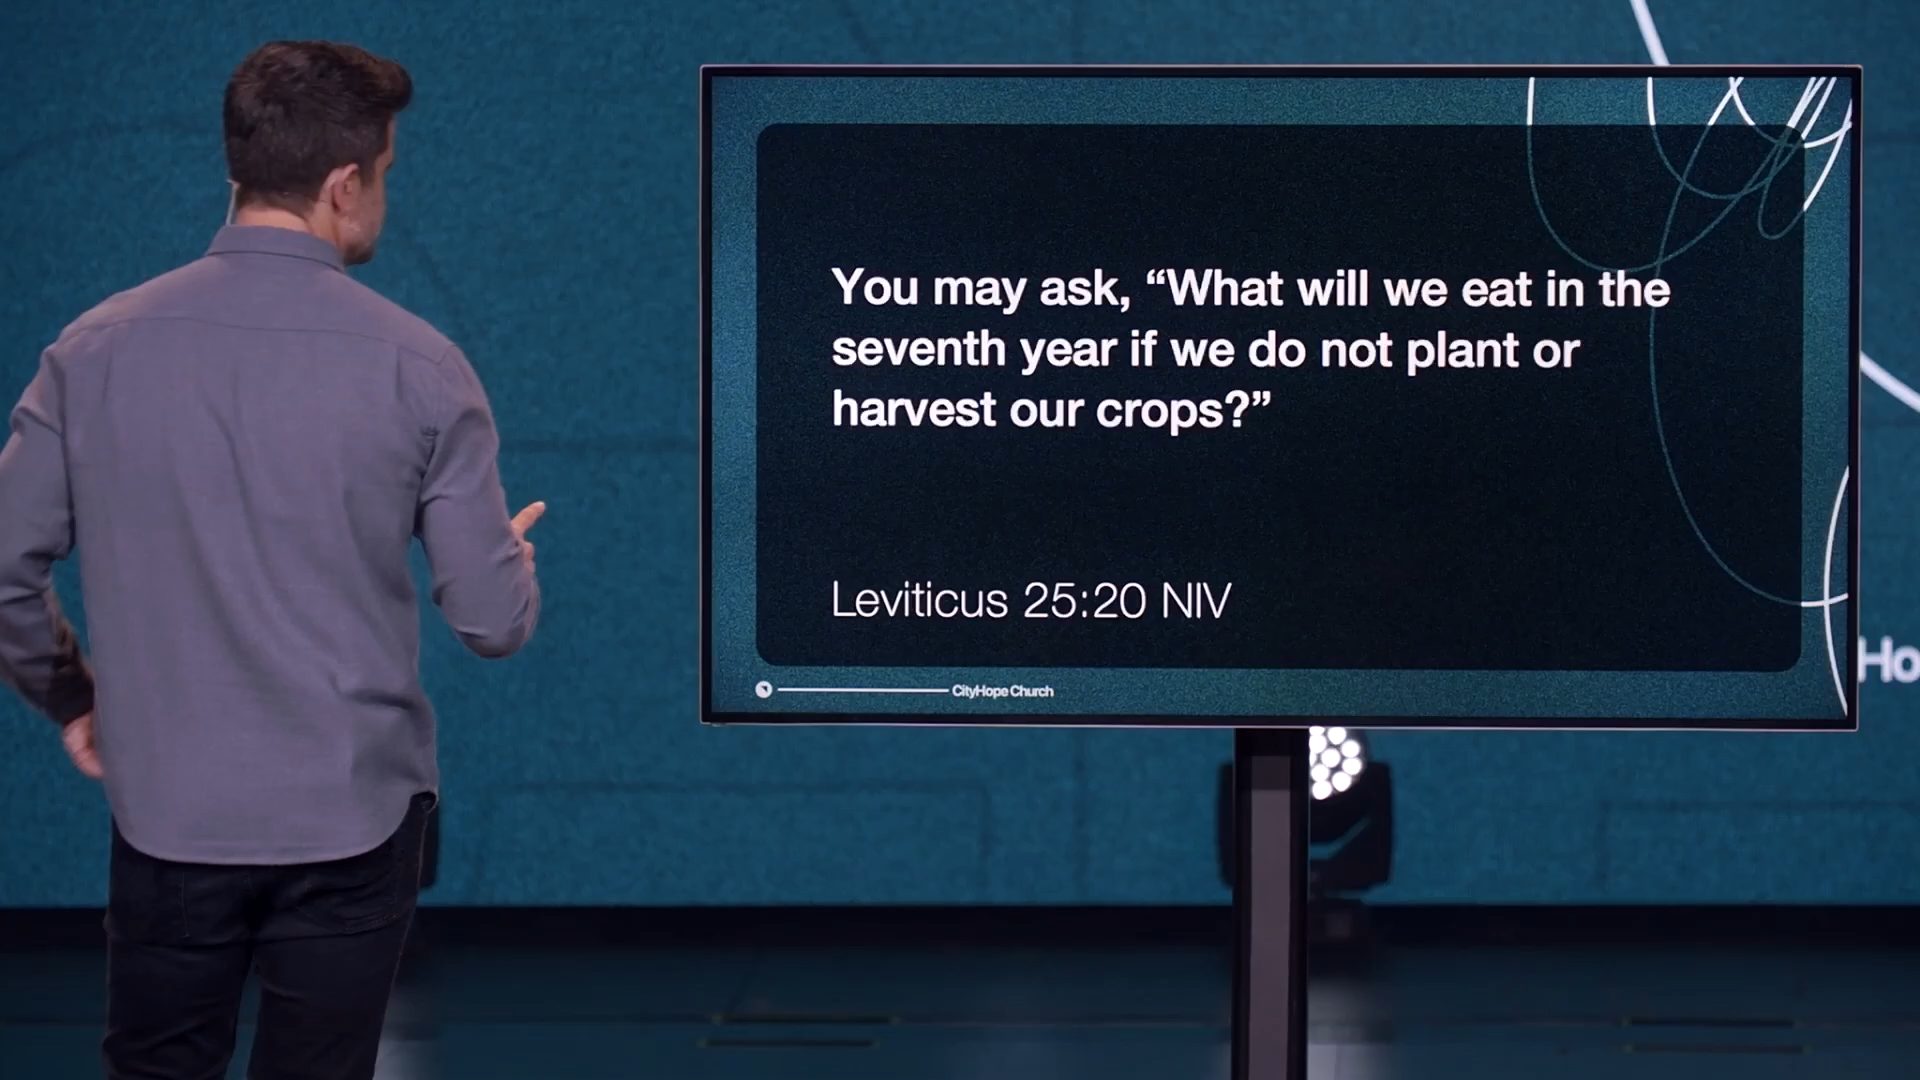 You may ask, “What will we eat in the
seventh year if we do not plant or
harvest our crops?”
Leviticus 25:20 NIV
CityHope Church
Ho